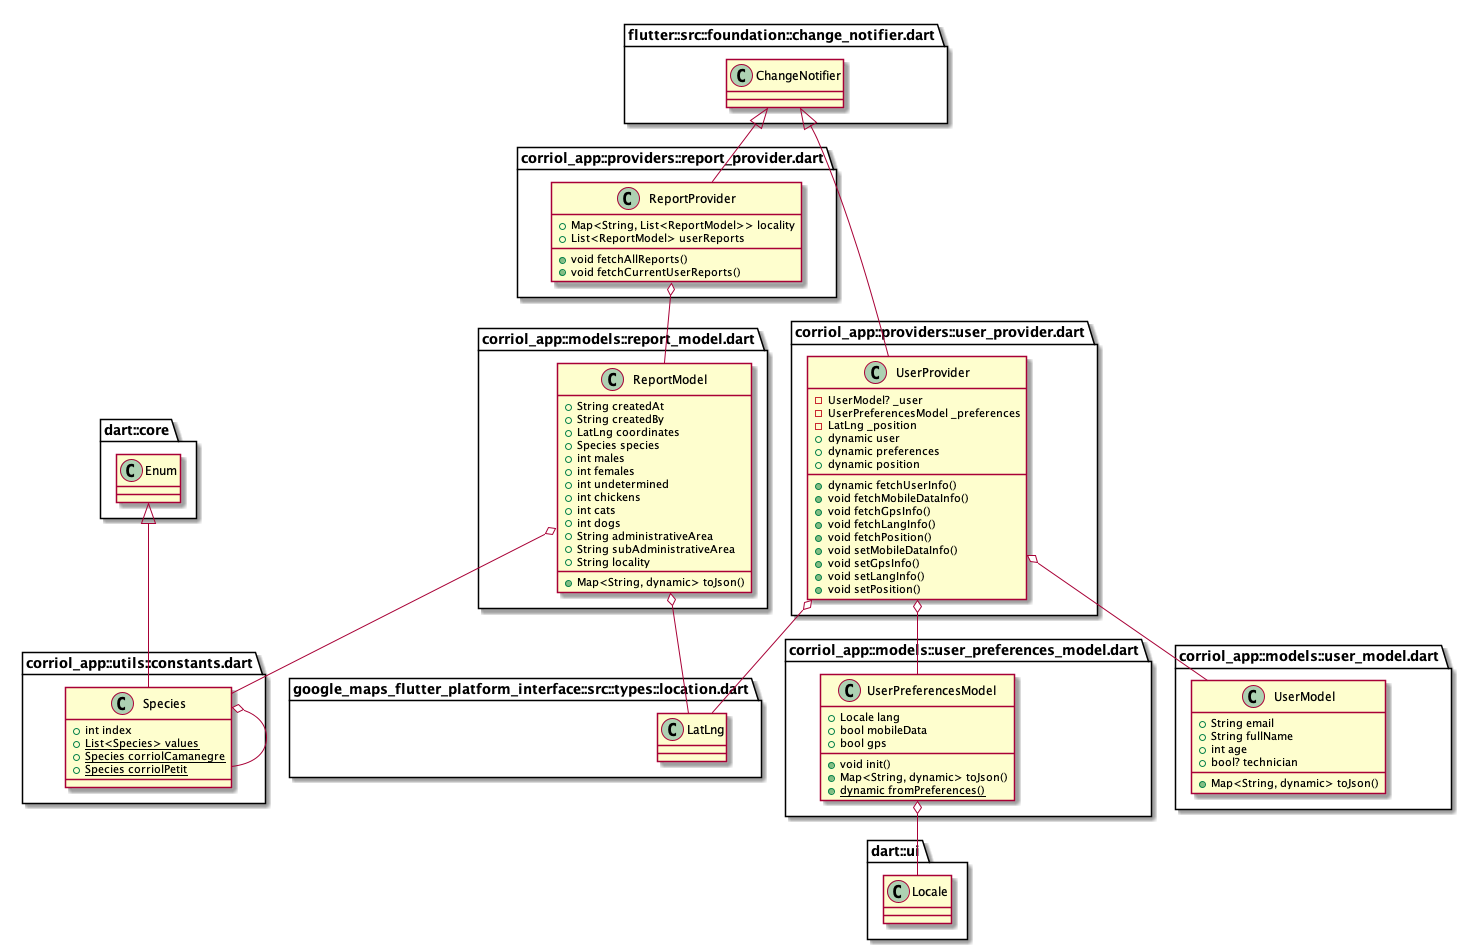 flutter::src::foundation::change_notifier.dart
C ChangeNotifier
corriol_app::providers::report_provider.dart
C ReportProvider
Map<String, List<ReportModel>> locality
List<ReportModel> userReports
void fetchAllReports()
void fetchCurrentUserReports()
corriol_app::models::report_model.dart
C ReportModel
String createdAt
String createdBy
LatLng coordinates
Species species
int males
int females
int undetermined
int chickens
int cats
int dogs
String administrativeArea
String subAdministrativeArea
String locality
Map<String, dynamic> toJson()
corriol_app::providers::user_provider.dart
C UserProvider
UserModel? _user
UserPreferencesModel _preferences
LatLng _position
dynamic user
dynamic preferences
dynamic position
dynamic fetchUserInfo()
void fetchMobileDataInfo()
void fetchGpsInfo()
void fetchLangInfo()
void fetchPosition()
void setMobileDataInfo()
void setGpsInfo()
void setLangInfo()
void setPosition()
dart::core
C Enum
corriol_app::utils::constants.dart
C Species
int index
List<Species> values
Species corriolCamanegre
Species corriolPetit
google_maps_flutter_platform_interface::src::types::location.dart
C LatLng
corriol_app::models::user_preferences_model.dart
C UserPreferencesModel
Locale lang
bool mobileData
bool gps
void init()
Map<String, dynamic> toJson()
dynamic fromPreferences()
corriol_app::models::user_model.dart
C UserModel
String email
String fullName
int age
bool? technician
Map<String, dynamic> toJson()
dart::ui
C Locale